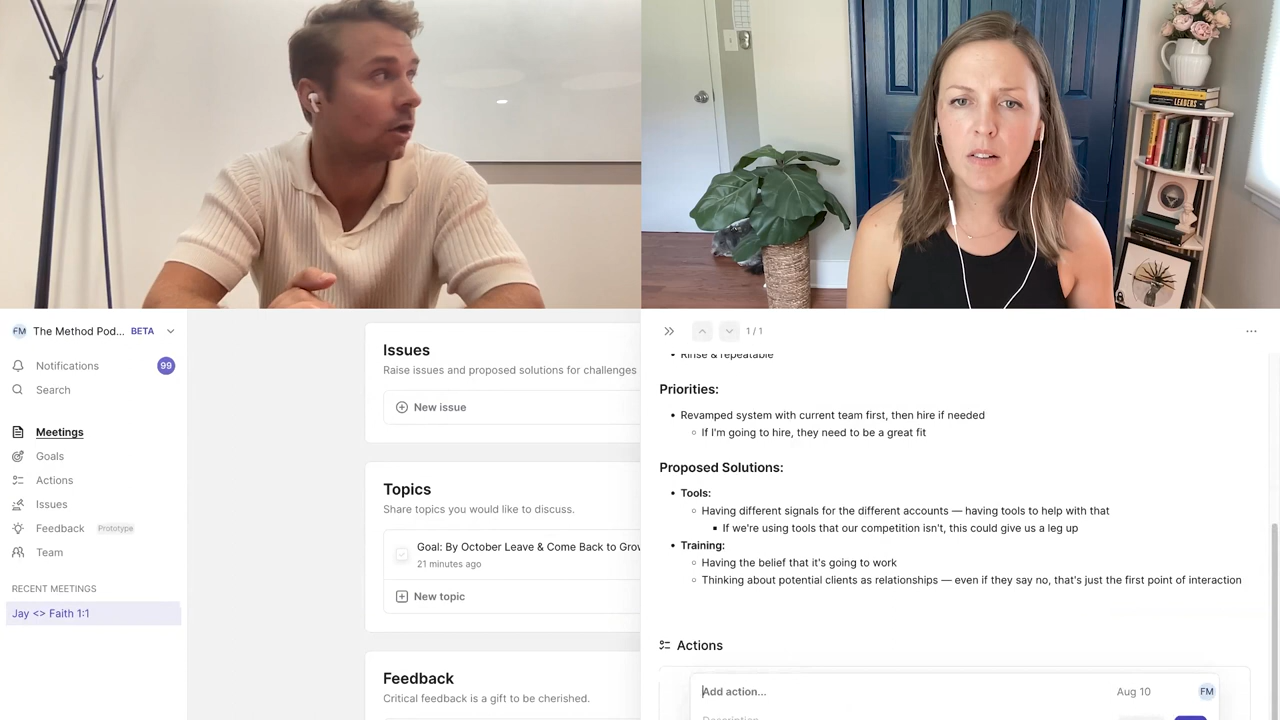 LEADERS
FM The Method Pod... BETA
Notifications 99
Search
Meetings
Goals
Actions
Issues
Feedback Prototype
Team
RECENT MEETINGS
Jay <> Faith 1:1
Issues
Raise issues and proposed solutions for challenges
New issue
Topics
Share topics you would like to discuss.
Goal: By October Leave & Come Back to Grow
21 minutes ago
New topic
Feedback
Critical feedback is a gift to be cherished.
1 / 1
• Rinse & repeatable
Priorities:
• Revamped system with current team first, then hire if needed
○ If I'm going to hire, they need to be a great fit
Proposed Solutions:
• Tools:
○ Having different signals for the different accounts — having tools to help with that
▪ If we're using tools that our competition isn't, this could give us a leg up
• Training:
○ Having the belief that it's going to work
○ Thinking about potential clients as relationships — even if they say no, that's just the first point of interaction
Actions
Add action... Aug 10 FM
Description